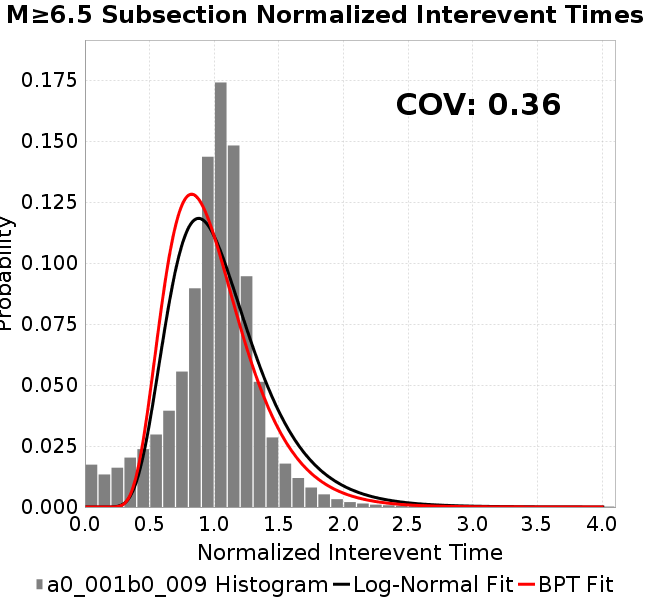 M≥6.5 Subsection Normalized Interevent Times
COV: 0.36
Probability
0.175
0.150
0.125
0.100
0.075
0.050
0.025
0.000
0.0 0.5 1.0 1.5 2.0 2.5 3.0 3.5 4.0
Normalized Interevent Time
a0_001b0_009 Histogram Log-Normal Fit BPT Fit